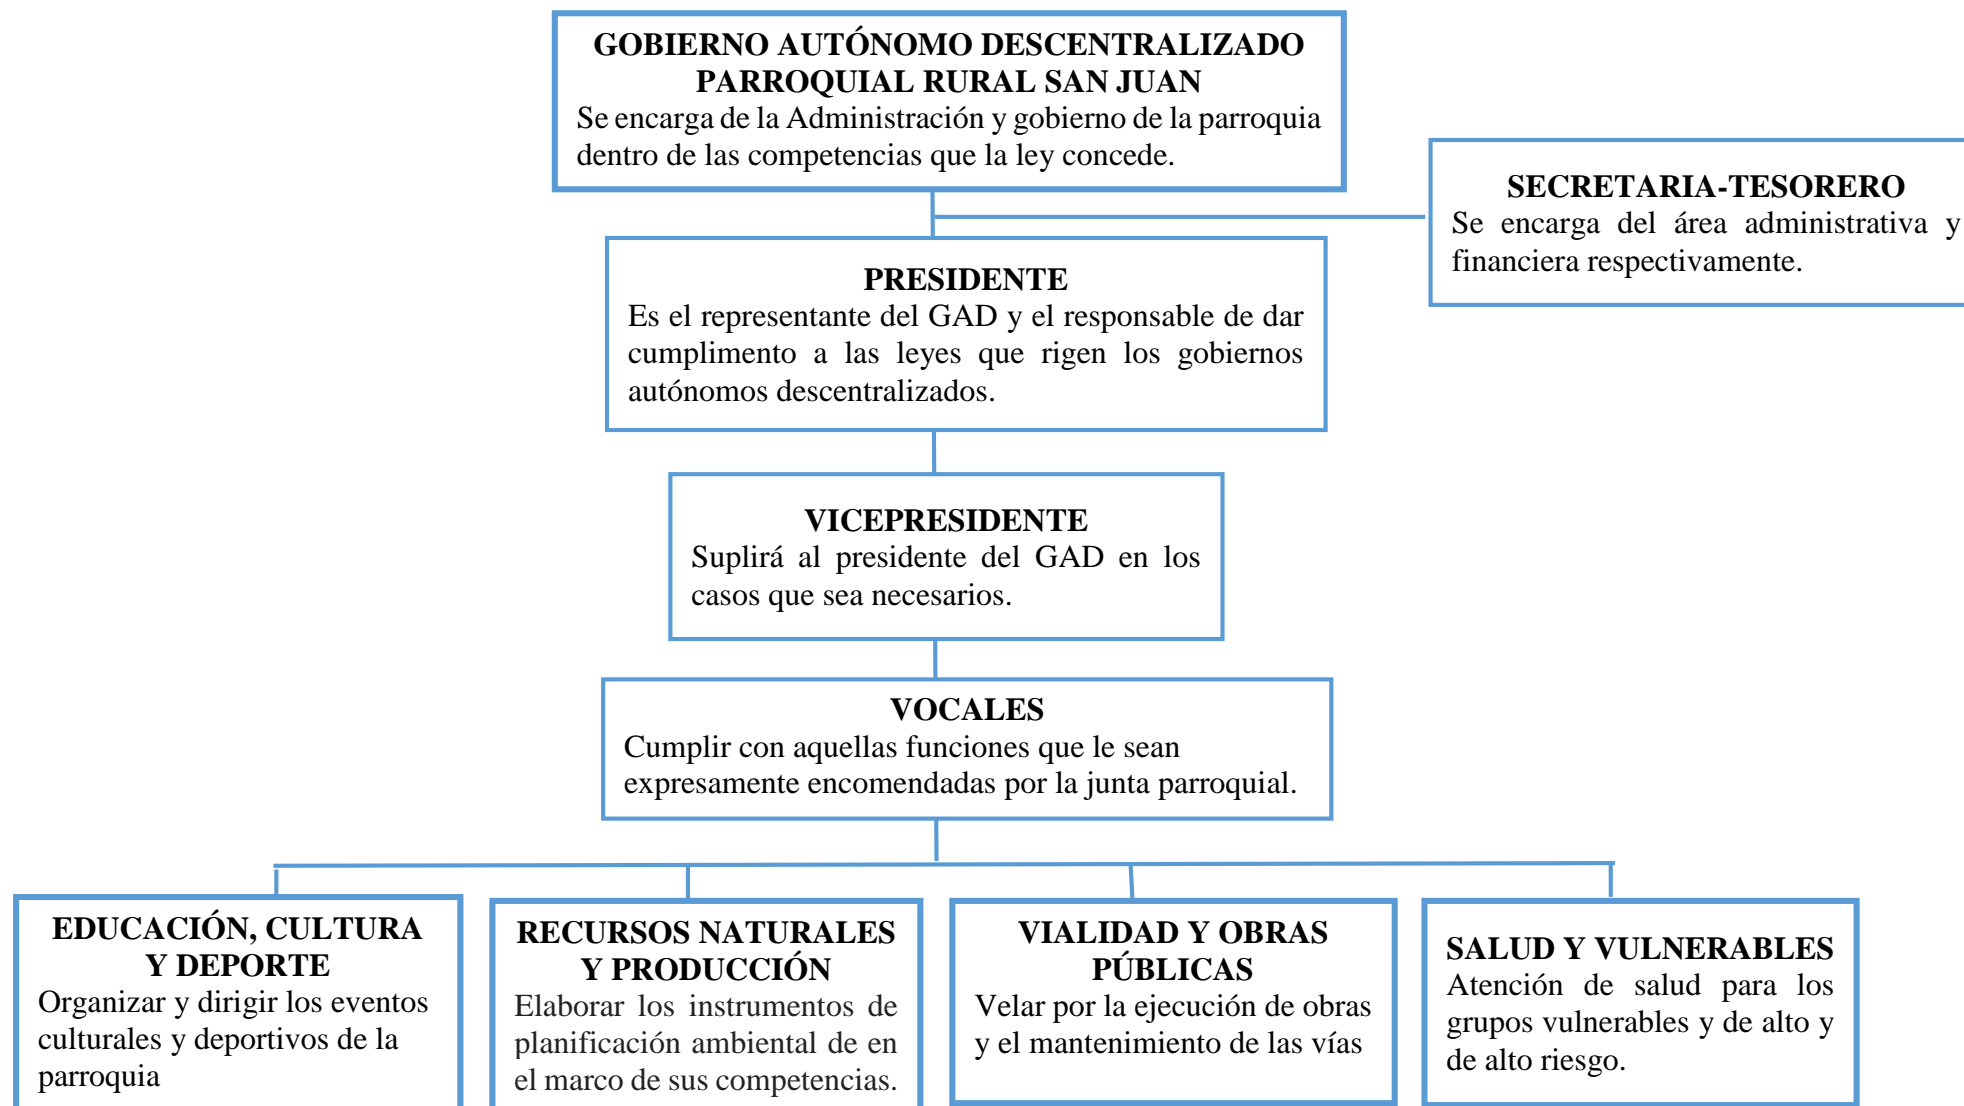 GOBIERNO AUTÓNOMO DESCENTRALIZADO
PARROQUIAL RURAL SAN JUAN
Se encarga de la Administración y gobierno de la parroquia
dentro de las competencias que la ley concede.
SECRETARIA-TESORERO
Se encarga del área administrativa y
financiera respectivamente.
PRESIDENTE
Es el representante del GAD y el responsable de dar
cumplimento a las leyes que rigen los gobiernos
autónomos descentralizados.
VICEPRESIDENTE
Suplirá al presidente del GAD en los
casos que sea necesarios.
VOCALES
Cumplir con aquellas funciones que le sean
expresamente encomendadas por la junta parroquial.
EDUCACIÓN, CULTURA
Y DEPORTE
Organizar y dirigir los eventos
culturales y deportivos de la
parroquia
RECURSOS NATURALES
Y PRODUCCIÓN
Elaborar los instrumentos de
planificación ambiental de en
el marco de sus competencias.
VIALIDAD Y OBRAS
PÚBLICAS
Velar por la ejecución de obras
y el mantenimiento de las vías
SALUD Y VULNERABLES
Atención de salud para los
grupos vulnerables y de alto y
de alto riesgo.